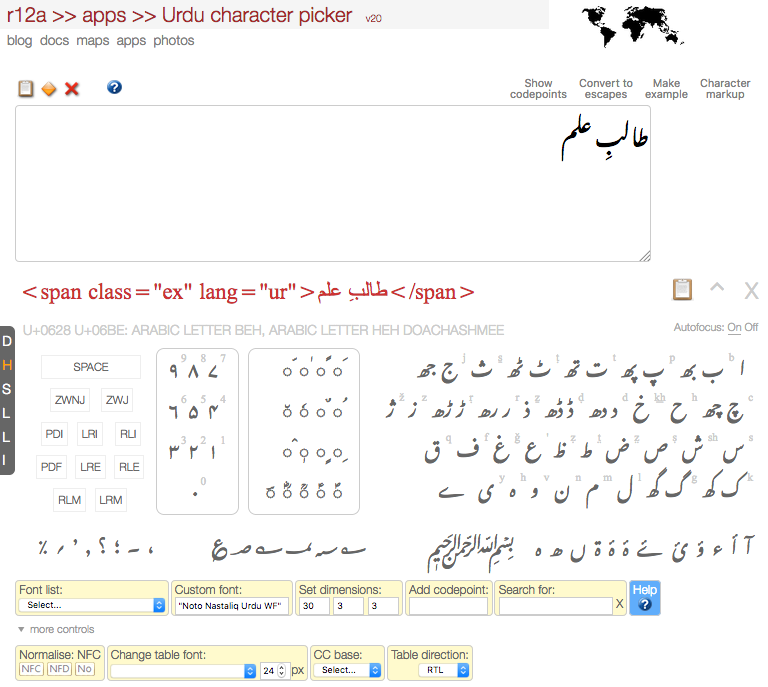 r12a >> apps >> Urdu character picker v20
blog docs maps apps photos
Show codepoints
Convert to escapes
Make example
Character markup
طالبِ علم
<span class="ex" lang="ur">طالبِ علم</span>
X
U+0628 U+06BE: ARABIC LETTER BEH, ARABIC LETTER HEH DOACHASHMEE
Autofocus: On Off
D
H
S
L
L
I
SPACE
ZWNJ ZWJ
PDI LRI RLI
PDF LRE RLE
RLM LRM
۹ ۸ ۷
۶ ۵ ۴
۳ ۲ ۱
۰
ا ب بھ پ پھ ت تھ ٹ ٹھ ث ج جھ
چ چھ ح خ د دھ ڈ ڈھ ذ ر رھ ڑ ڑھ ز ژ
س ش ص ض ط ظ ع غ ف ق
ک کھ گ گھ ل م ن و ه ی ے
Font list:
Select...
Custom font:
"Noto Nastaliq Urdu WF"
Set dimensions:
30 3 3
Add codepoint:
Search for:
X
Help
?
▼ more controls
Normalise: NFC
NFC NFD No
Change table font:
24 px
CC base:
Select...
Table direction:
RTL